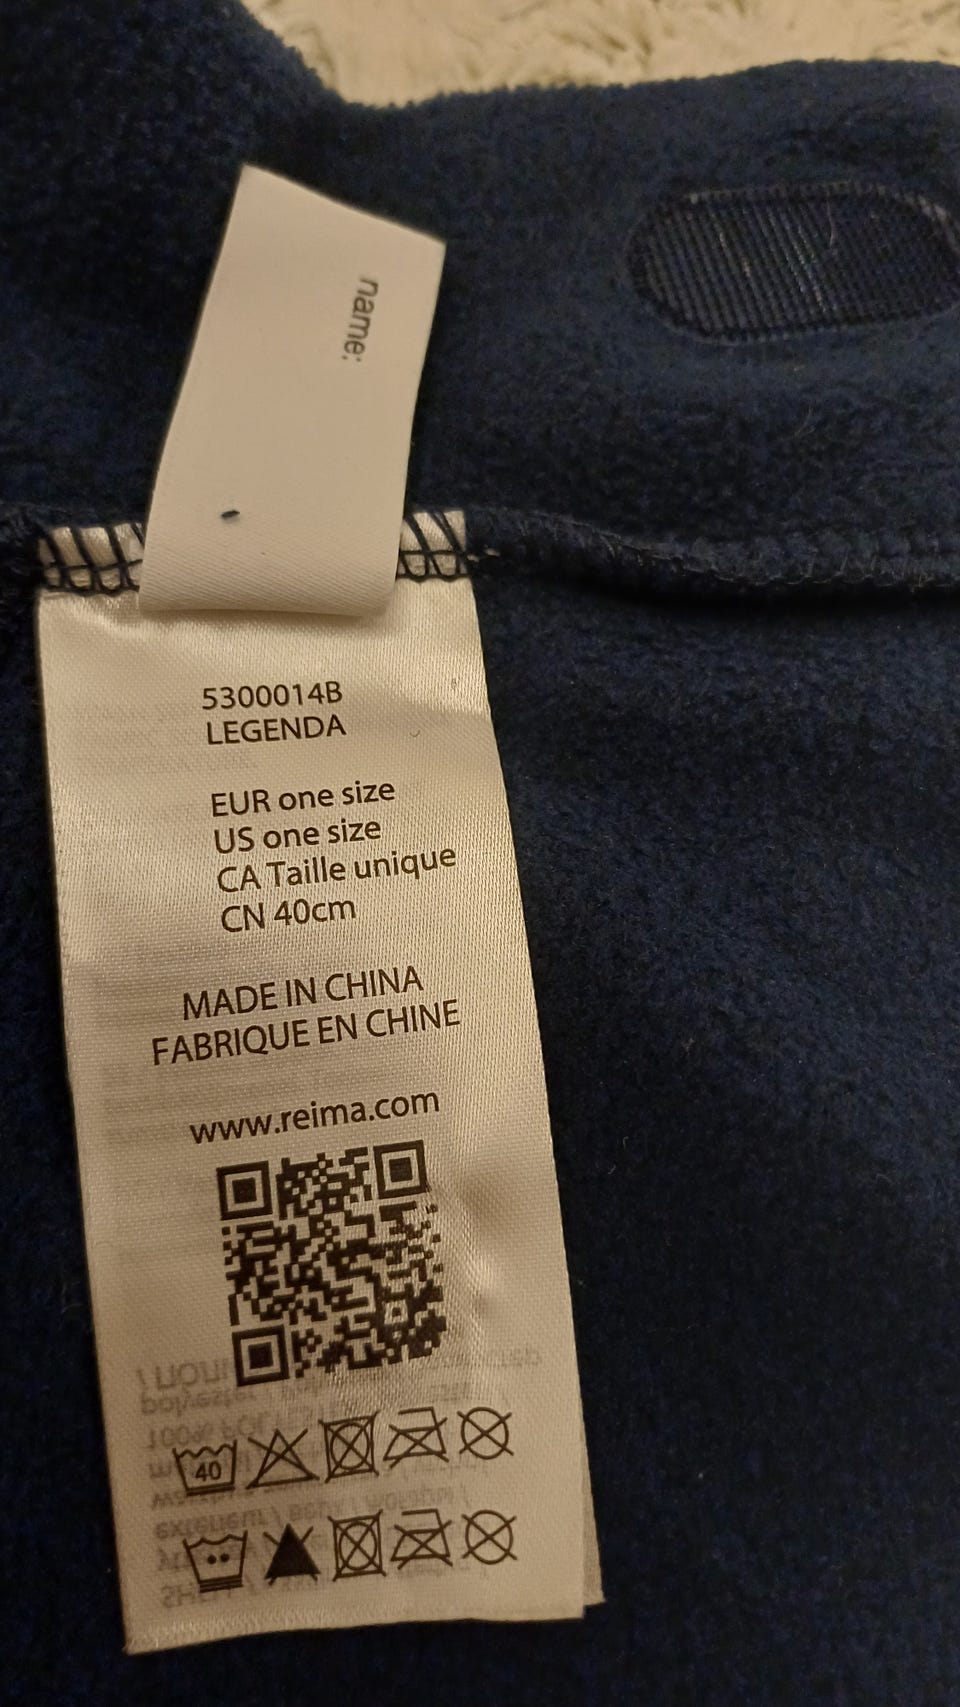 name:
5300014B
LEGENDA
EUR one size
US one size
CA Taille unique
CN 40cm
MADE IN CHINA
FABRIQUE EN CHINE
www.reima.com
40